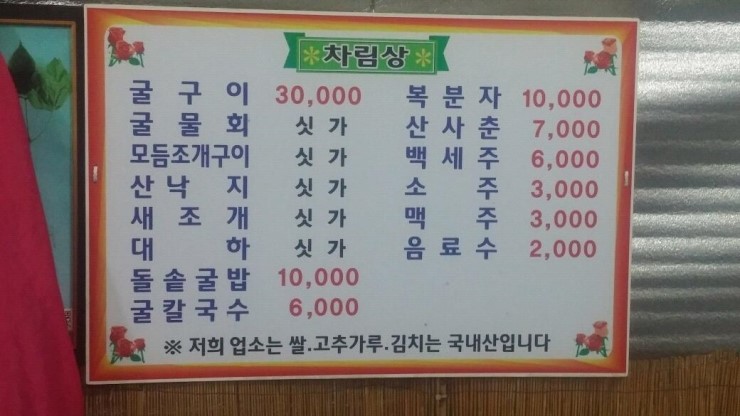 *차림상*
굴구이 30,000
굴물회 싯가
모듬조개구이 싯가
산낙지 싯가
새조개 싯가
대하 싯가
돌솥굴밥 10,000
굴칼국수 6,000
복분자 10,000
산사춘 7,000
백세주 6,000
소주 3,000
맥주 3,000
음료수 2,000
※ 저희 업소는 쌀.고추가루.김치는 국내산입니다